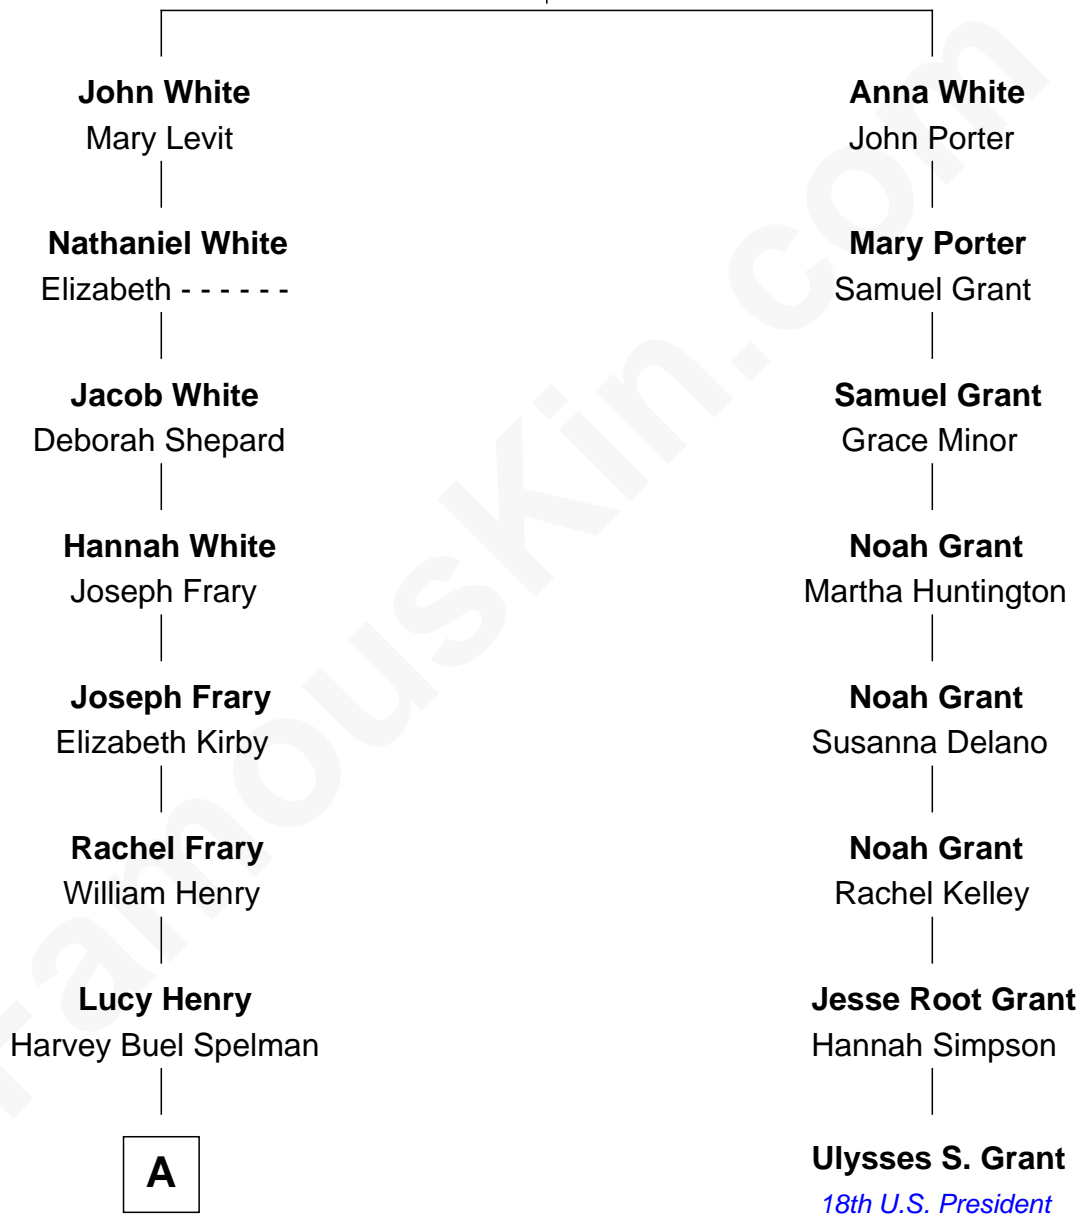 John White
Mary Levit
Nathaniel White
Elizabeth - - - - - -
Jacob White
Deborah Shepard
Hannah White
Joseph Frary
Joseph Frary
Elizabeth Kirby
Rachel Frary
William Henry
Lucy Henry
Harvey Buel Spelman
A
Anna White
John Porter
Mary Porter
Samuel Grant
Samuel Grant
Grace Minor
Noah Grant
Martha Huntington
Noah Grant
Susanna Delano
Noah Grant
Rachel Kelley
Jesse Root Grant
Hannah Simpson
Ulysses S. Grant
18th U.S. President
FamousKin.com